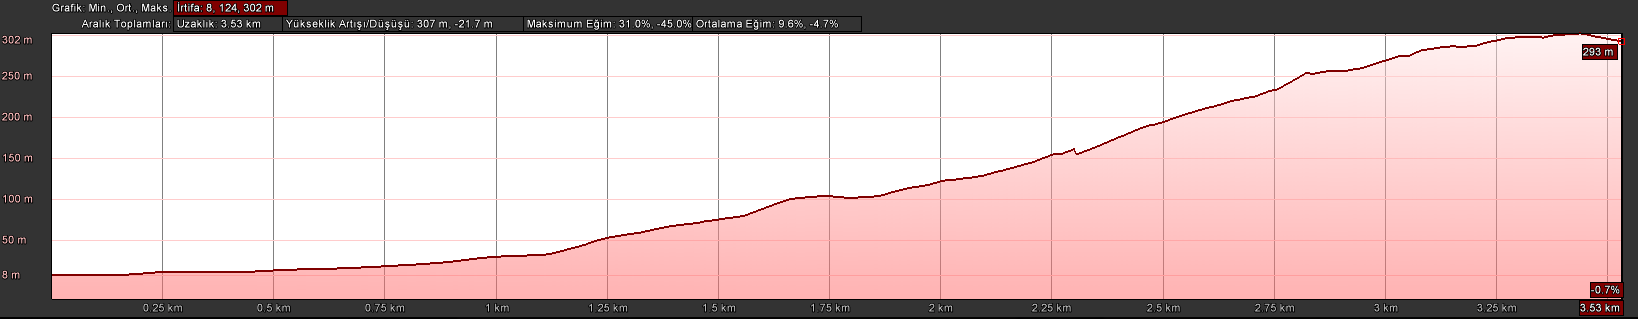 Grafik: Min., Ort., Maks. İrtifa: 8, 124, 302 m
Aralık Toplamları: Uzaklık: 3.53 km Yükseklik Artışı/Düşüşü: 307 m, -21.7 m Maksimum Eğim: 31.0%, -45.0% Ortalama Eğim: 9.6%, -4.7%
302 m
293 m
250 m
200 m
150 m
100 m
50 m
8 m
-0.7%
0.25 km 0.5 km 0.75 km 1 km 1.25 km 1.5 km 1.75 km 2 km 2.25 km 2.5 km 2.75 km 3 km 3.25 km 3.53 km